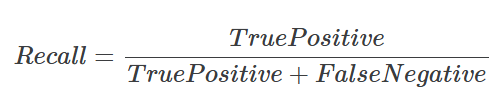 Recall = TruePositive / TruePositive + FalseNegative